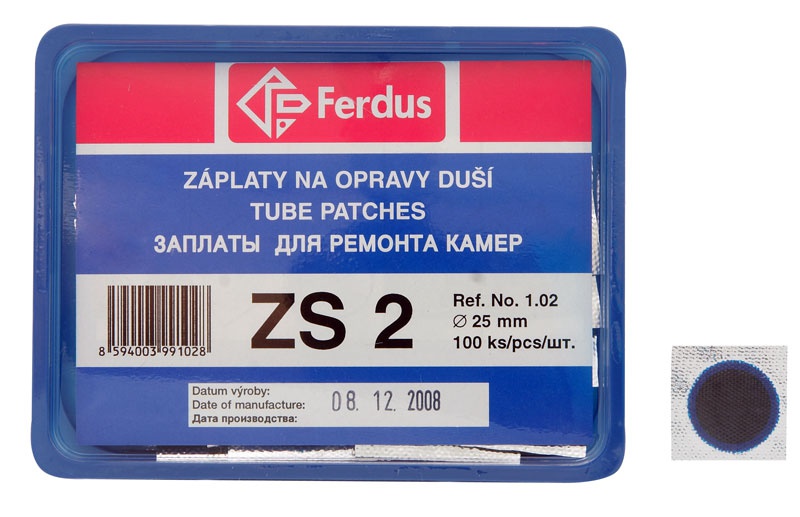 Ferdus
ZÁPLATY NA OPRAVY DUŠÍ
TUBE PATCHES
ЗАПЛАТЫ ДЛЯ РЕМОНТА КАМЕР
8 594003 991028
ZS 2
Ref. No. 1.02
∅ 25 mm
100 ks/pcs/шт.
Datum výroby:
Date of manufacture:
Дата производства:
08. 12. 2008